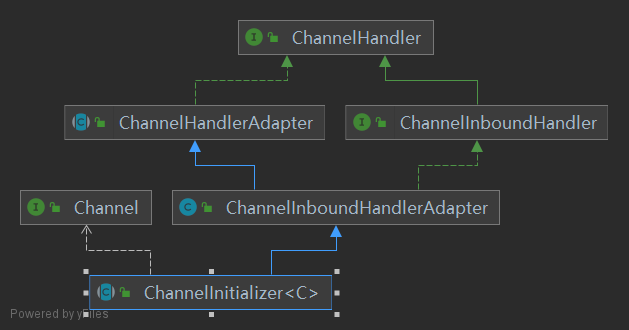 ChannelHandler
ChannelHandlerAdapter
ChannelInboundHandler
Channel
ChannelInboundHandlerAdapter
ChannelInitializer<C>
Powered by yFiles